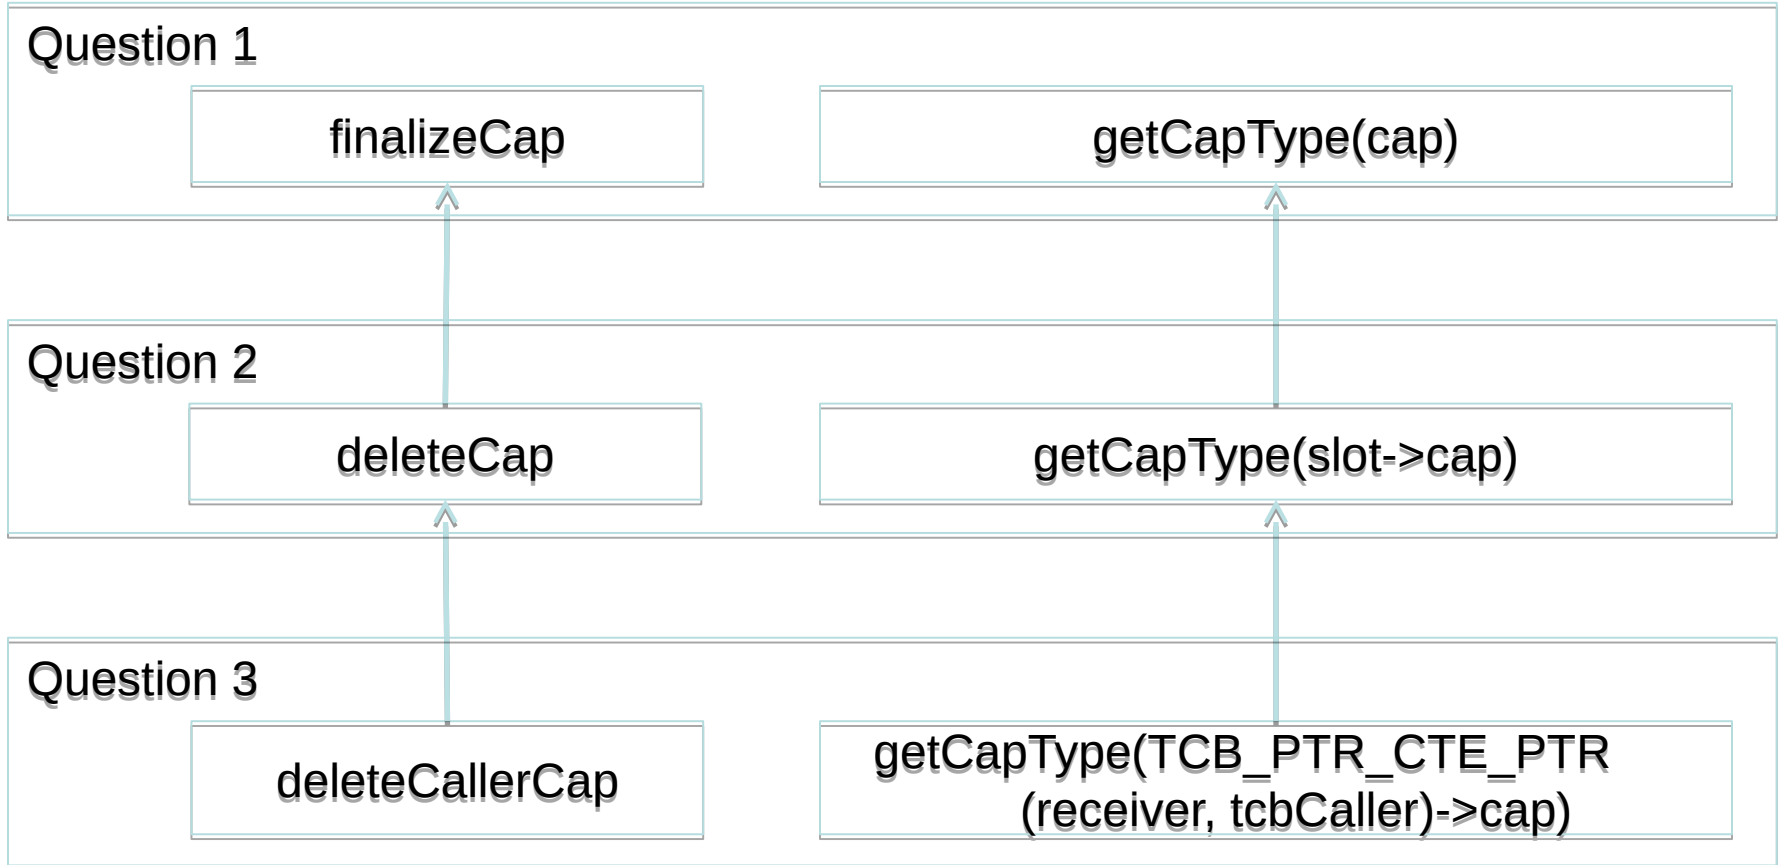 Question 1
finalizeCap
getCapType(cap)
Question 2
deleteCap
getCapType(slot->cap)
Question 3
deleteCallerCap
getCapType(TCB_PTR_CTE_PTR
(receiver, tcbCaller)->cap)